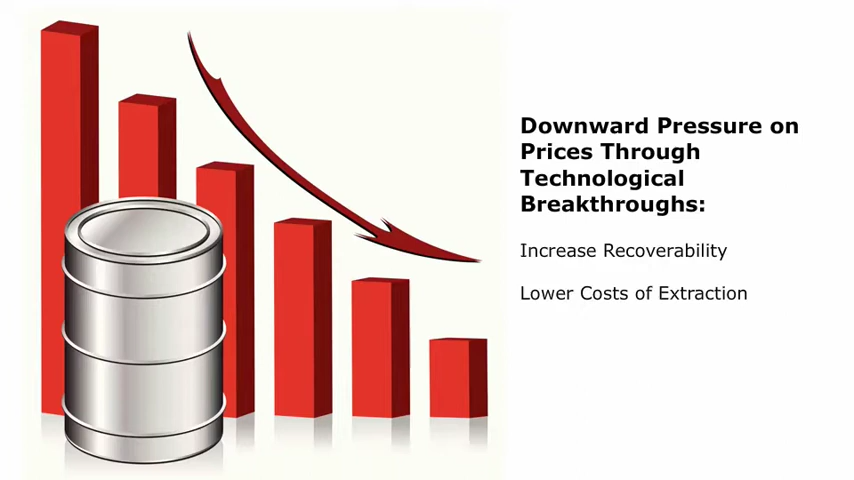 Downward Pressure on
Prices Through
Technological
Breakthroughs:
Increase Recoverability
Lower Costs of Extraction